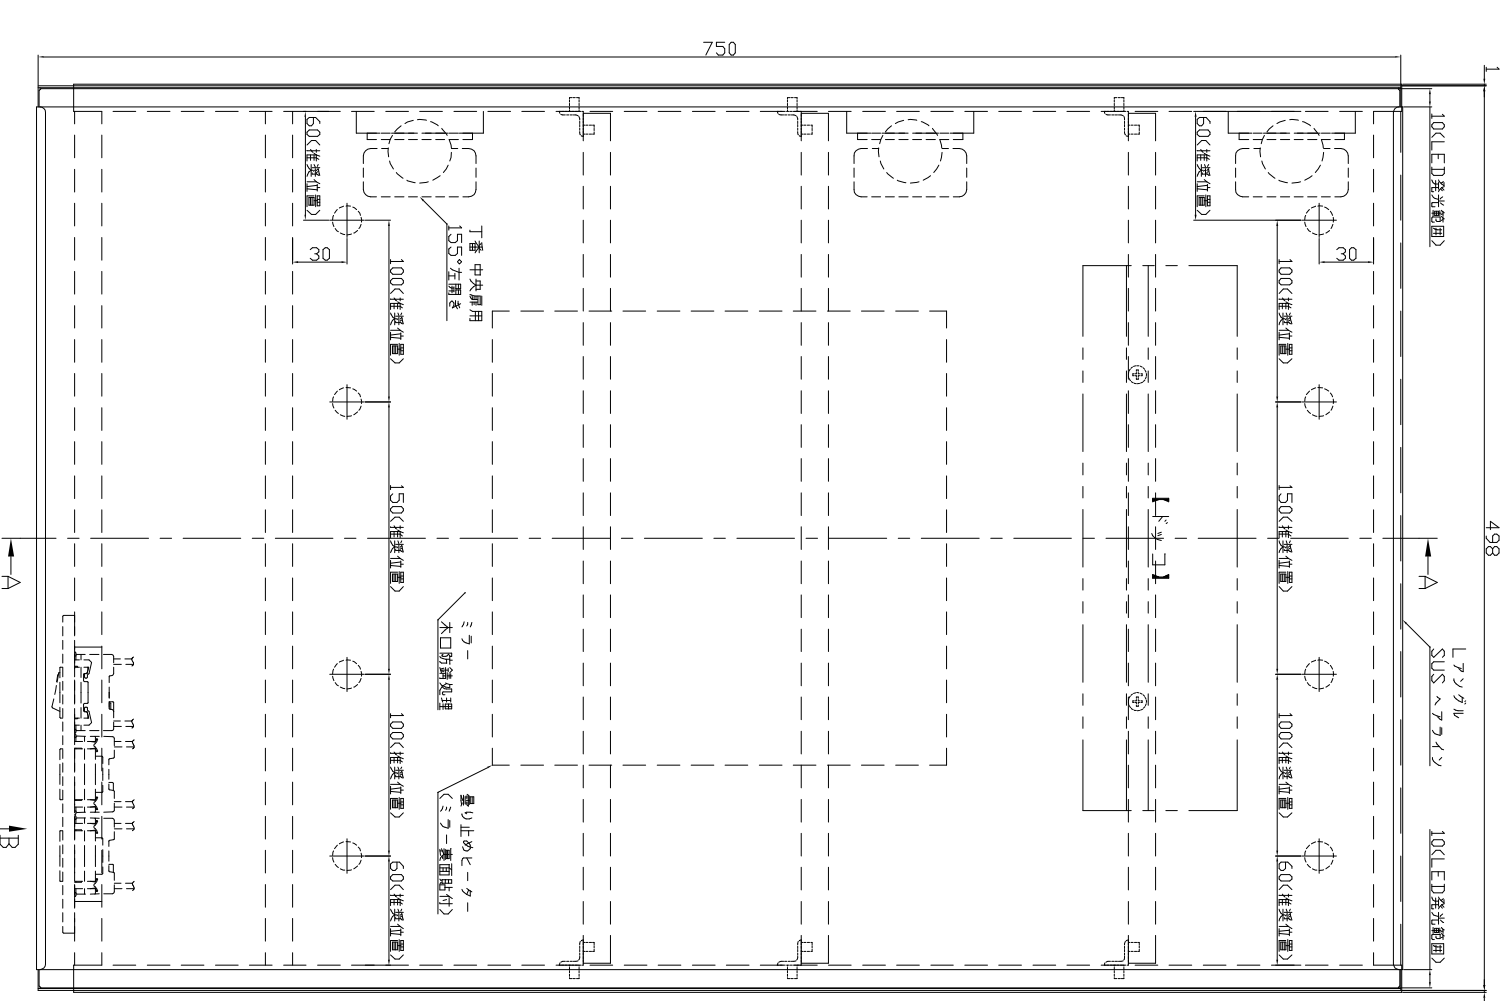 750
1
498
10(LED発光範囲)
Lアングル
SUS ヘアライン
10(LED発光範囲)
30
60(推奨位置)
100(推奨位置)
150(推奨位置)
100(推奨位置)
60(推奨位置)
【ドッコ】
A
A
丁番 中央扉用
155°左開き
ミラー
木口防錆処理
曇り止めヒーター
(ミラー裏面貼付)
60(推奨位置)
30
100(推奨位置)
150(推奨位置)
100(推奨位置)
60(推奨位置)
B